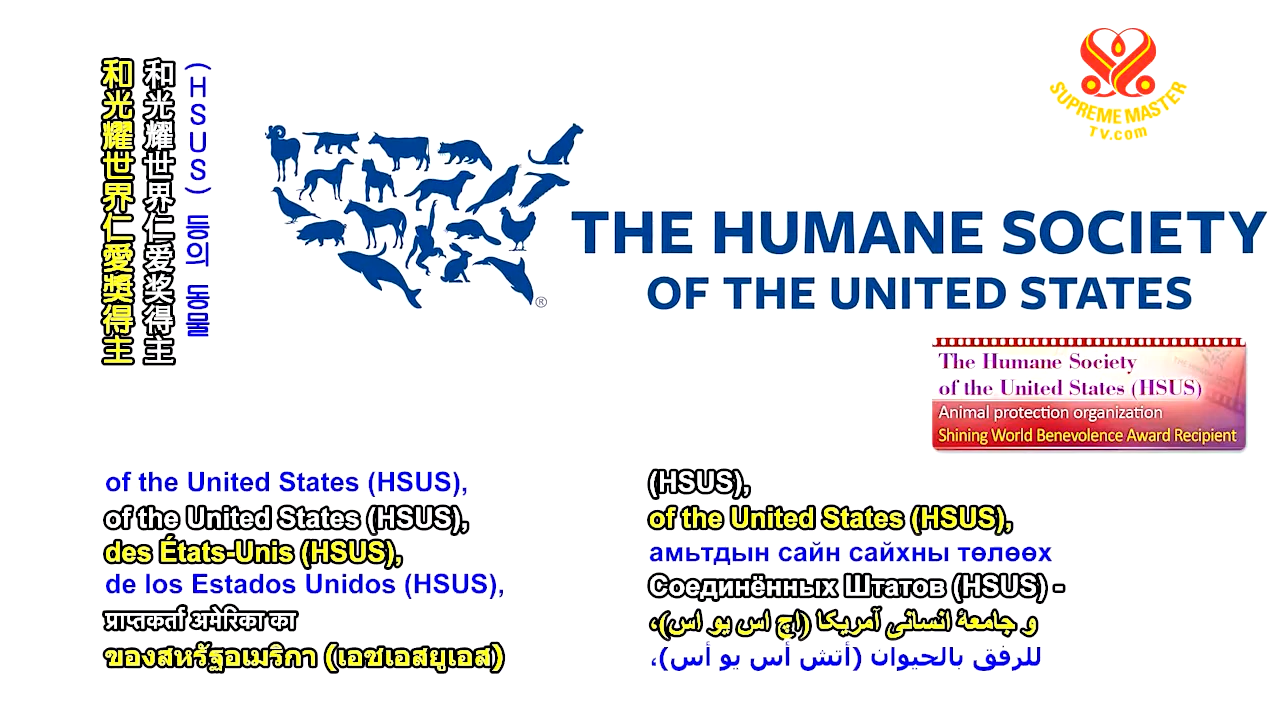 和光耀世界仁愛獎得主
和光耀世界仁爱奖得主
(HSUS) 등의 동물
SUPREME MASTER
TV.com
THE HUMANE SOCIETY
OF THE UNITED STATES
®
The Humane Society
of the United States (HSUS)
Animal protection organization
Shining World Benevolence Award Recipient
of the United States (HSUS),
of the United States (HSUS),
des États-Unis (HSUS),
de los Estados Unidos (HSUS),
प्राप्तकर्ता अमेरिका का
ของสหรัฐอเมริกา (เอชเอสยูเอส)
(HSUS),
of the United States (HSUS),
амьтдын сайн сайхны төлөөх
Соединённых Штатов (HSUS) -
و جامعهٔ انسانی آمریکا (اچ اس یو اس)،
للرفق بالحيوان (أتش أس يو أس)،